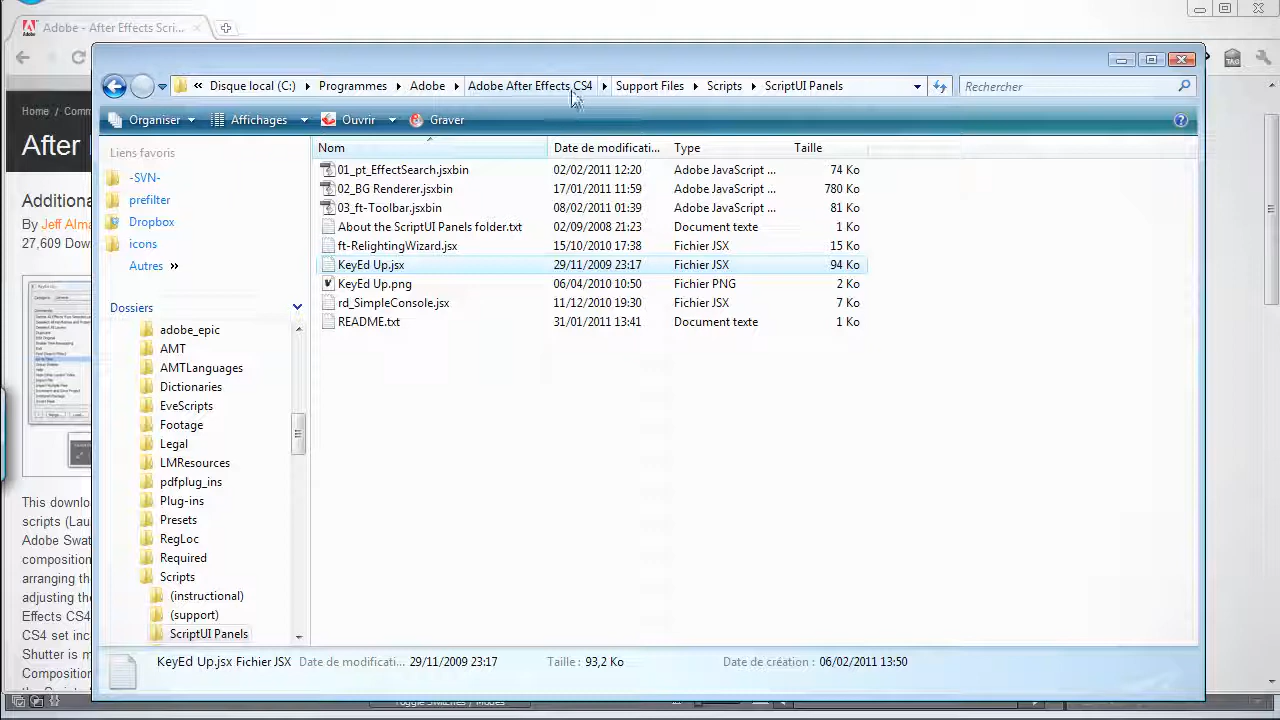 Adobe - After Effects Scri...
« Disque local (C:) Programmes Adobe Adobe After Effects CS4 Support Files Scripts ScriptUI Panels
Rechercher
Organiser Affichages Ouvrir Graver
TAG
Home / Comm
After
Additiona
By Jeff Alma
27,609 Dow
This downlo
scripts (Lau
Adobe Swat
composition
arranging th
adjusting the
Effects CS4
CS4 set inc
Shutter is m
Composition
Liens favoris
-SVN-
prefilter
Dropbox
icons
Autres »
Dossiers
adobe_epic
AMT
AMTLanguages
Dictionaries
EveScripts
Footage
Legal
LMResources
pdfplug_ins
Plug-ins
Presets
RegLoc
Required
Scripts
(instructional)
(support)
ScriptUI Panels
Nom Date de modificati... Type Taille
01_pt_EffectSearch.jsxbin 02/02/2011 12:20 Adobe JavaScript ... 74 Ko
02_BG Renderer.jsxbin 17/01/2011 11:59 Adobe JavaScript ... 780 Ko
03_ft-Toolbar.jsxbin 08/02/2011 01:39 Adobe JavaScript ... 81 Ko
About the ScriptUI Panels folder.txt 02/09/2008 21:23 Document texte 1 Ko
ft-RelightingWizard.jsx 15/10/2010 17:38 Fichier JSX 15 Ko
KeyEd Up.jsx 29/11/2009 23:17 Fichier JSX 94 Ko
KeyEd Up.png 06/04/2010 10:50 Fichier PNG 2 Ko
rd_SimpleConsole.jsx 11/12/2010 19:30 Fichier JSX 7 Ko
README.txt 31/01/2011 13:41 Document texte 1 Ko
KeyEd Up.jsx Fichier JSX Date de modificati... 29/11/2009 23:17 Taille : 93,2 Ko Date de création : 06/02/2011 13:50
Toggle Switches / Modes